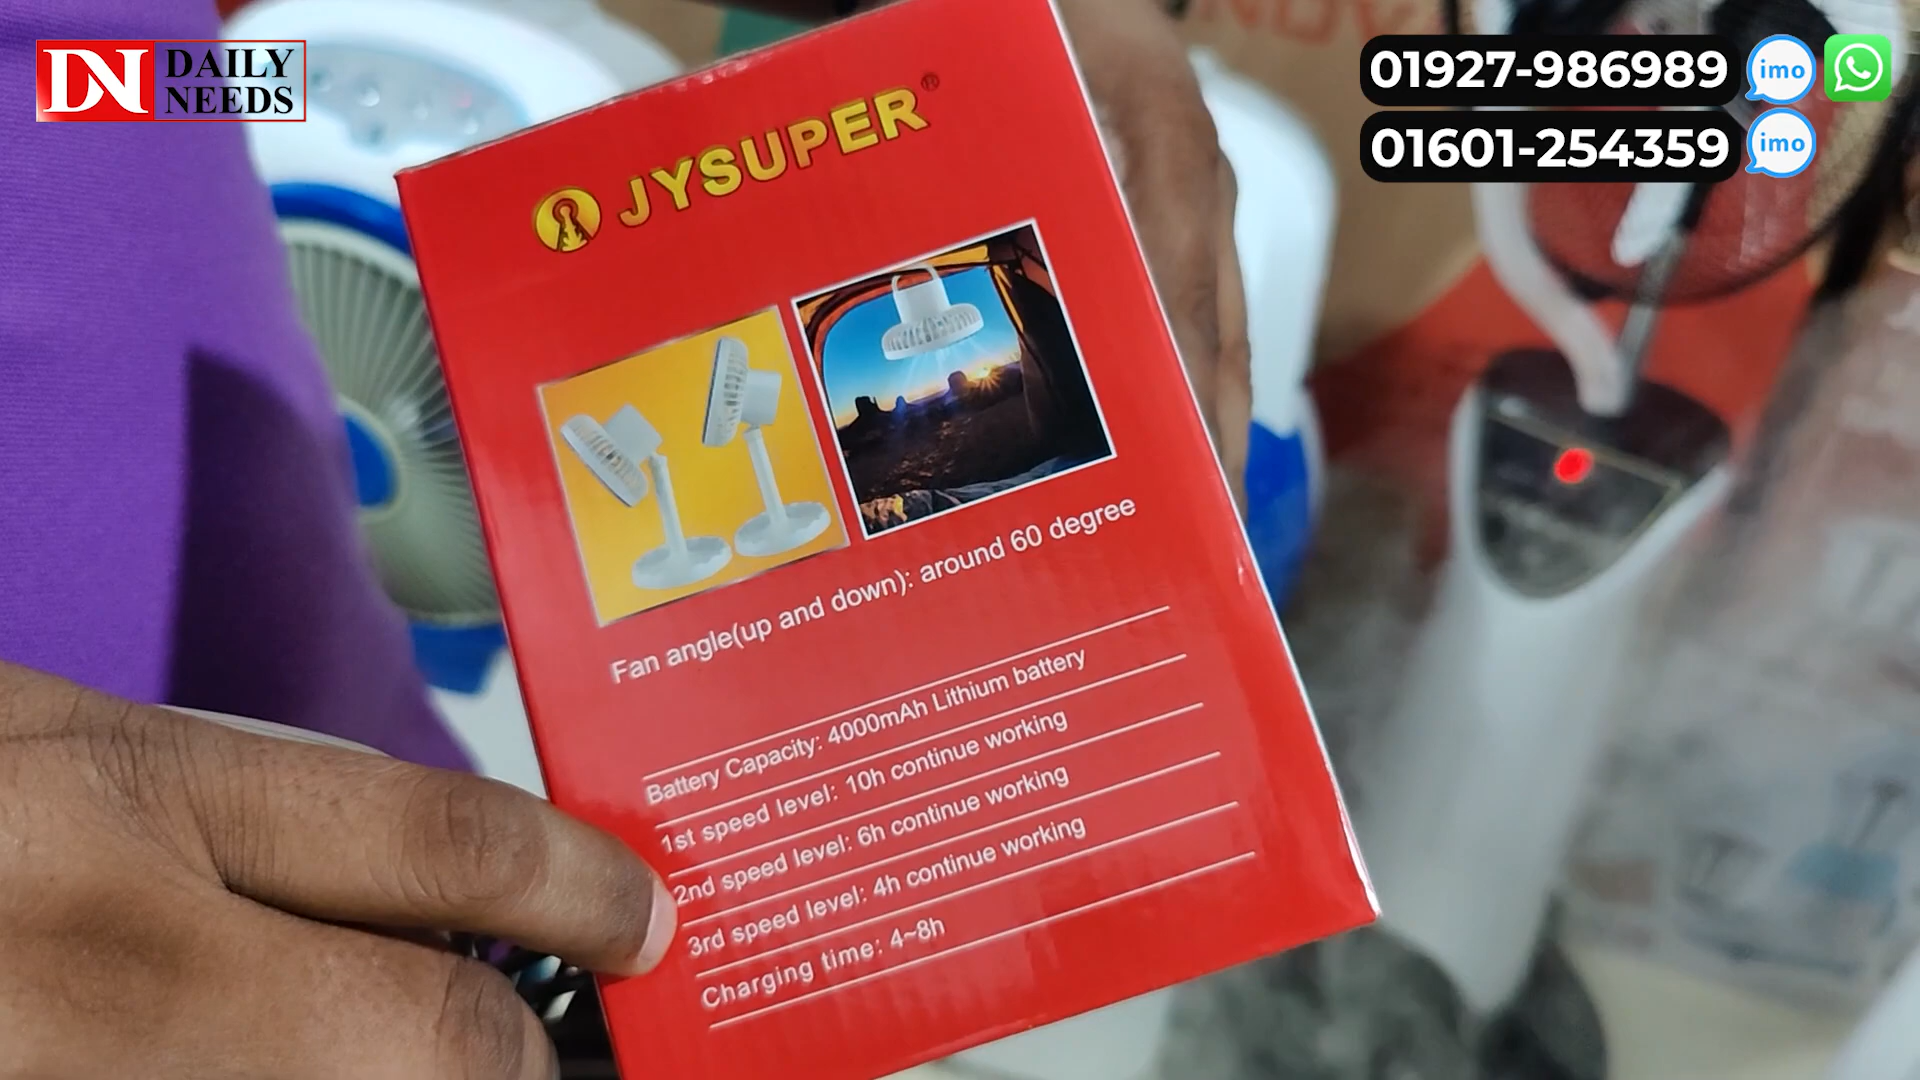 DN DAILY NEEDS
01927-986989 imo
01601-254359 imo
JYSUPER®
Fan angle(up and down): around 60 degree
Battery Capacity: 4000mAh Lithium battery
1st speed level: 10h continue working
2nd speed level: 6h continue working
3rd speed level: 4h continue working
Charging time: 4~8h